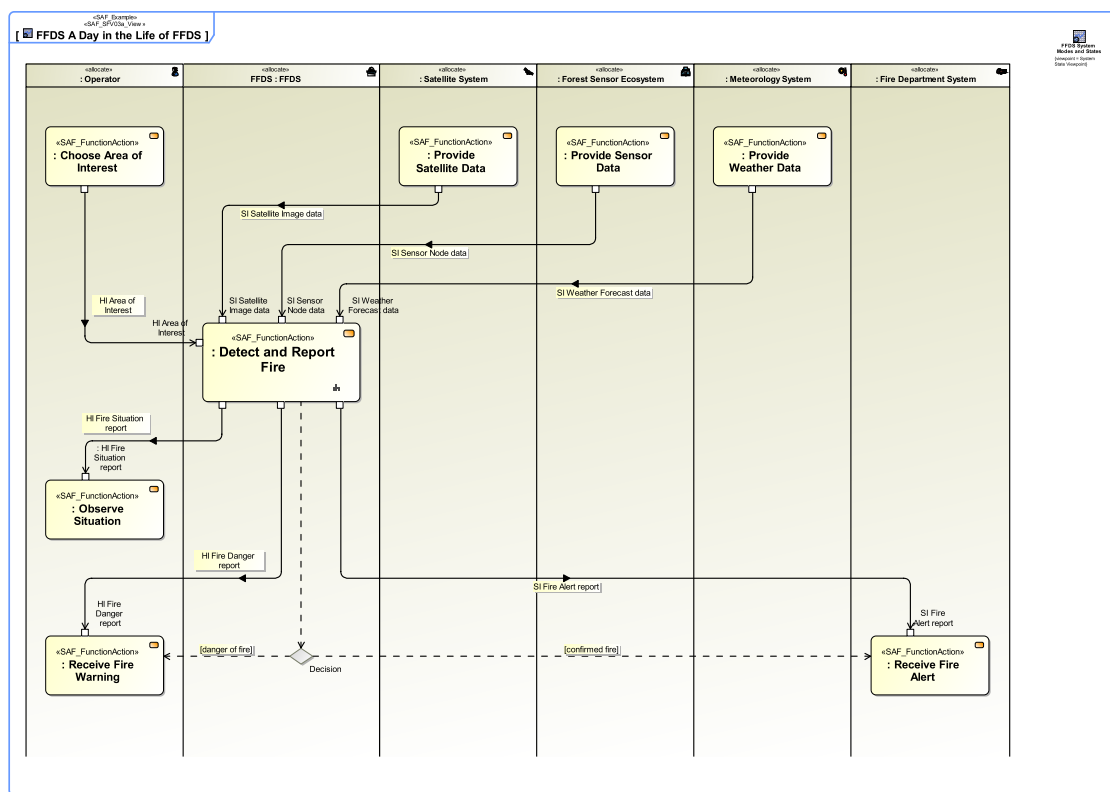 «SAF_Example»
«SAF_SFV03a_View »
[ FFDS A Day in the Life of FFDS ]
FFDS System
Modes and States
[viewpoint = System
State Viewpoint]
«allocate»
: Operator
«allocate»
FFDS : FFDS
«allocate»
: Satellite System
«allocate»
: Forest Sensor Ecosystem
«allocate»
: Meteorology System
«allocate»
: Fire Department System
«SAF_FunctionAction»
: Choose Area of
Interest
«SAF_FunctionAction»
: Provide
Satellite Data
«SAF_FunctionAction»
: Provide Sensor
Data
«SAF_FunctionAction»
: Provide
Weather Data
SI Satellite Image data
SI Sensor Node data
SI Weather Forecast data
HI Area of
Interest
HI Area of
Interest
SI Satellite
Image data
SI Sensor
Node data
SI Weather
Forecast data
«SAF_FunctionAction»
: Detect and Report
Fire
HI Fire Situation
report
: HI Fire
Situation
report
«SAF_FunctionAction»
: Observe
Situation
HI Fire Danger
report
SI Fire Alert report
HI Fire
Danger
report
SI Fire
Alert report
«SAF_FunctionAction»
: Receive Fire
Warning
[danger of fire]
Decision
[confirmed fire]
«SAF_FunctionAction»
: Receive Fire
Alert